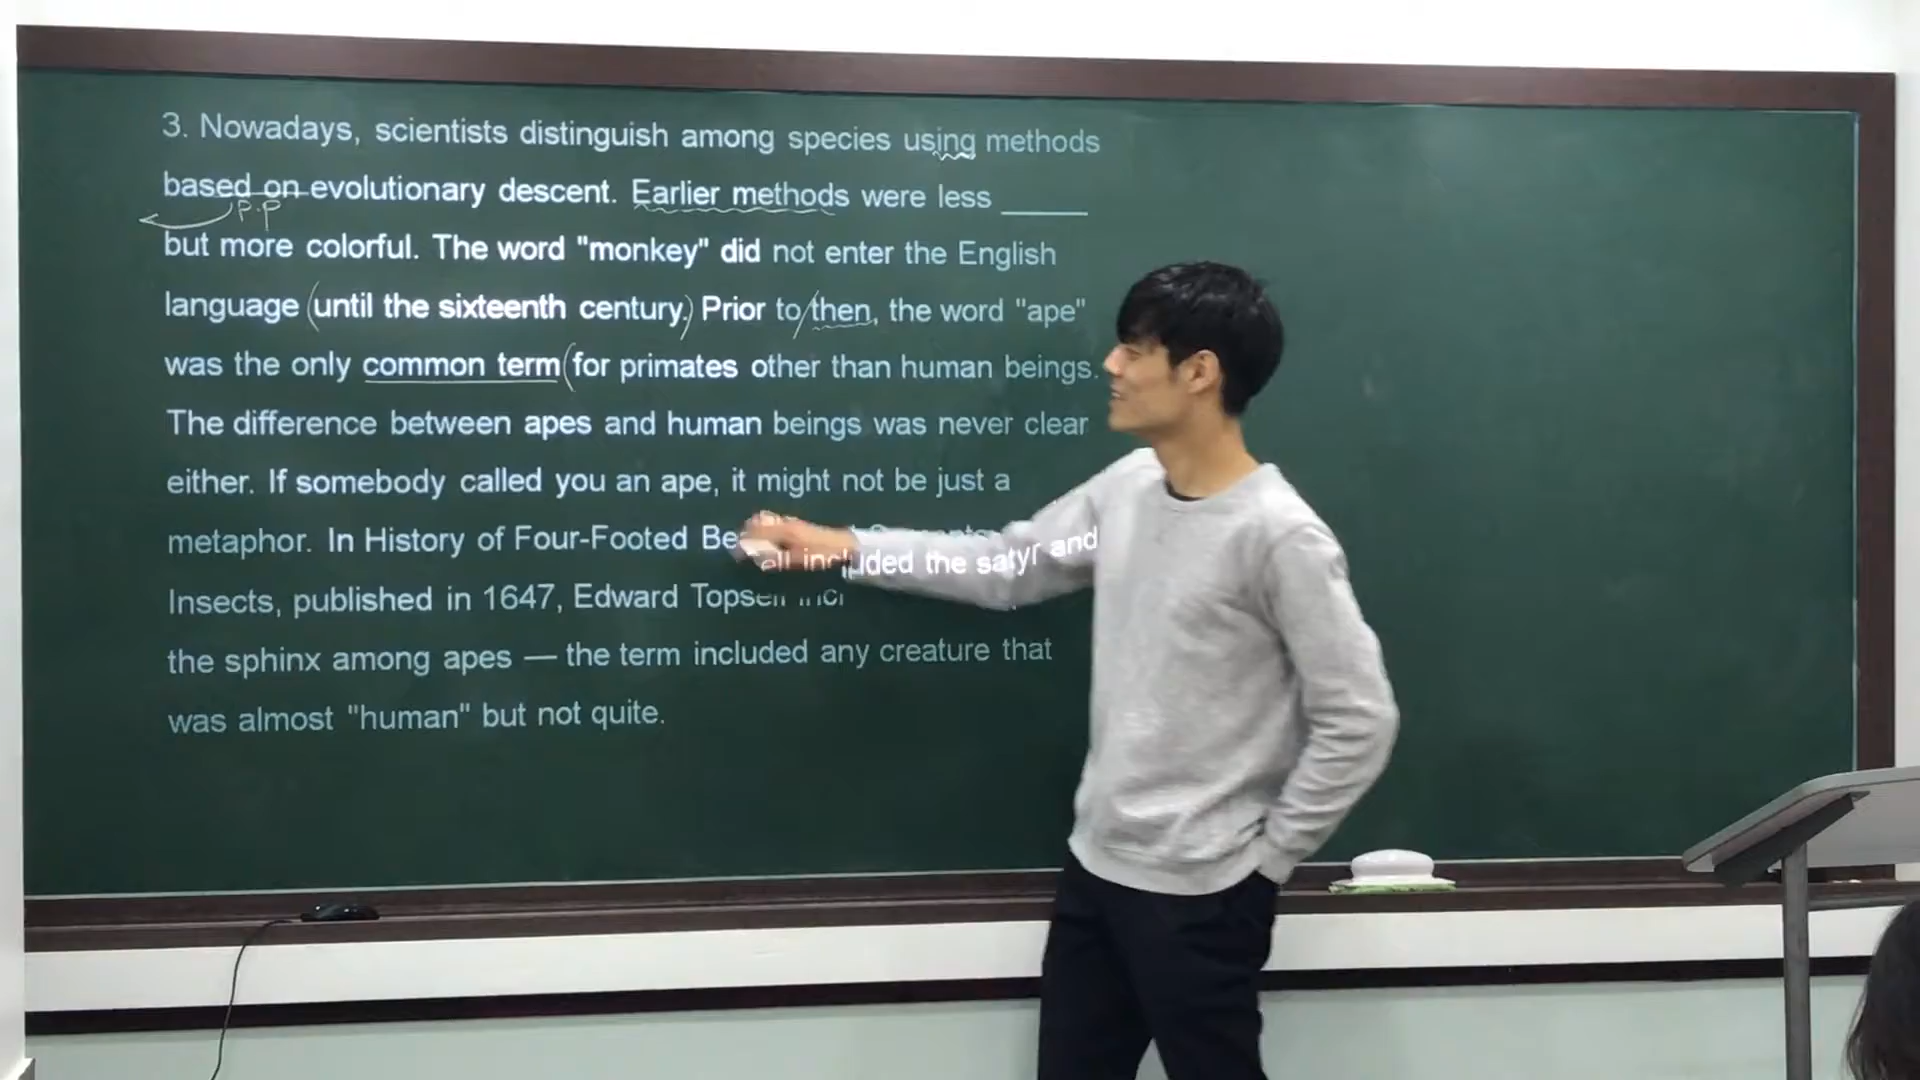 3. Nowadays, scientists distinguish among species using methods
based on evolutionary descent. Earlier methods were less ______
p.p
but more colorful. The word "monkey" did not enter the English
language (until the sixteenth century.) Prior to/then, the word "ape"
was the only common term (for primates other than human beings.
The difference between apes and human beings was never clear
either. If somebody called you an ape, it might not be just a
metaphor. In History of Four-Footed
Insects, published in 1647, Edward Topsell included the satyr and
the sphinx among apes — the term included any creature that
was almost "human" but not quite.